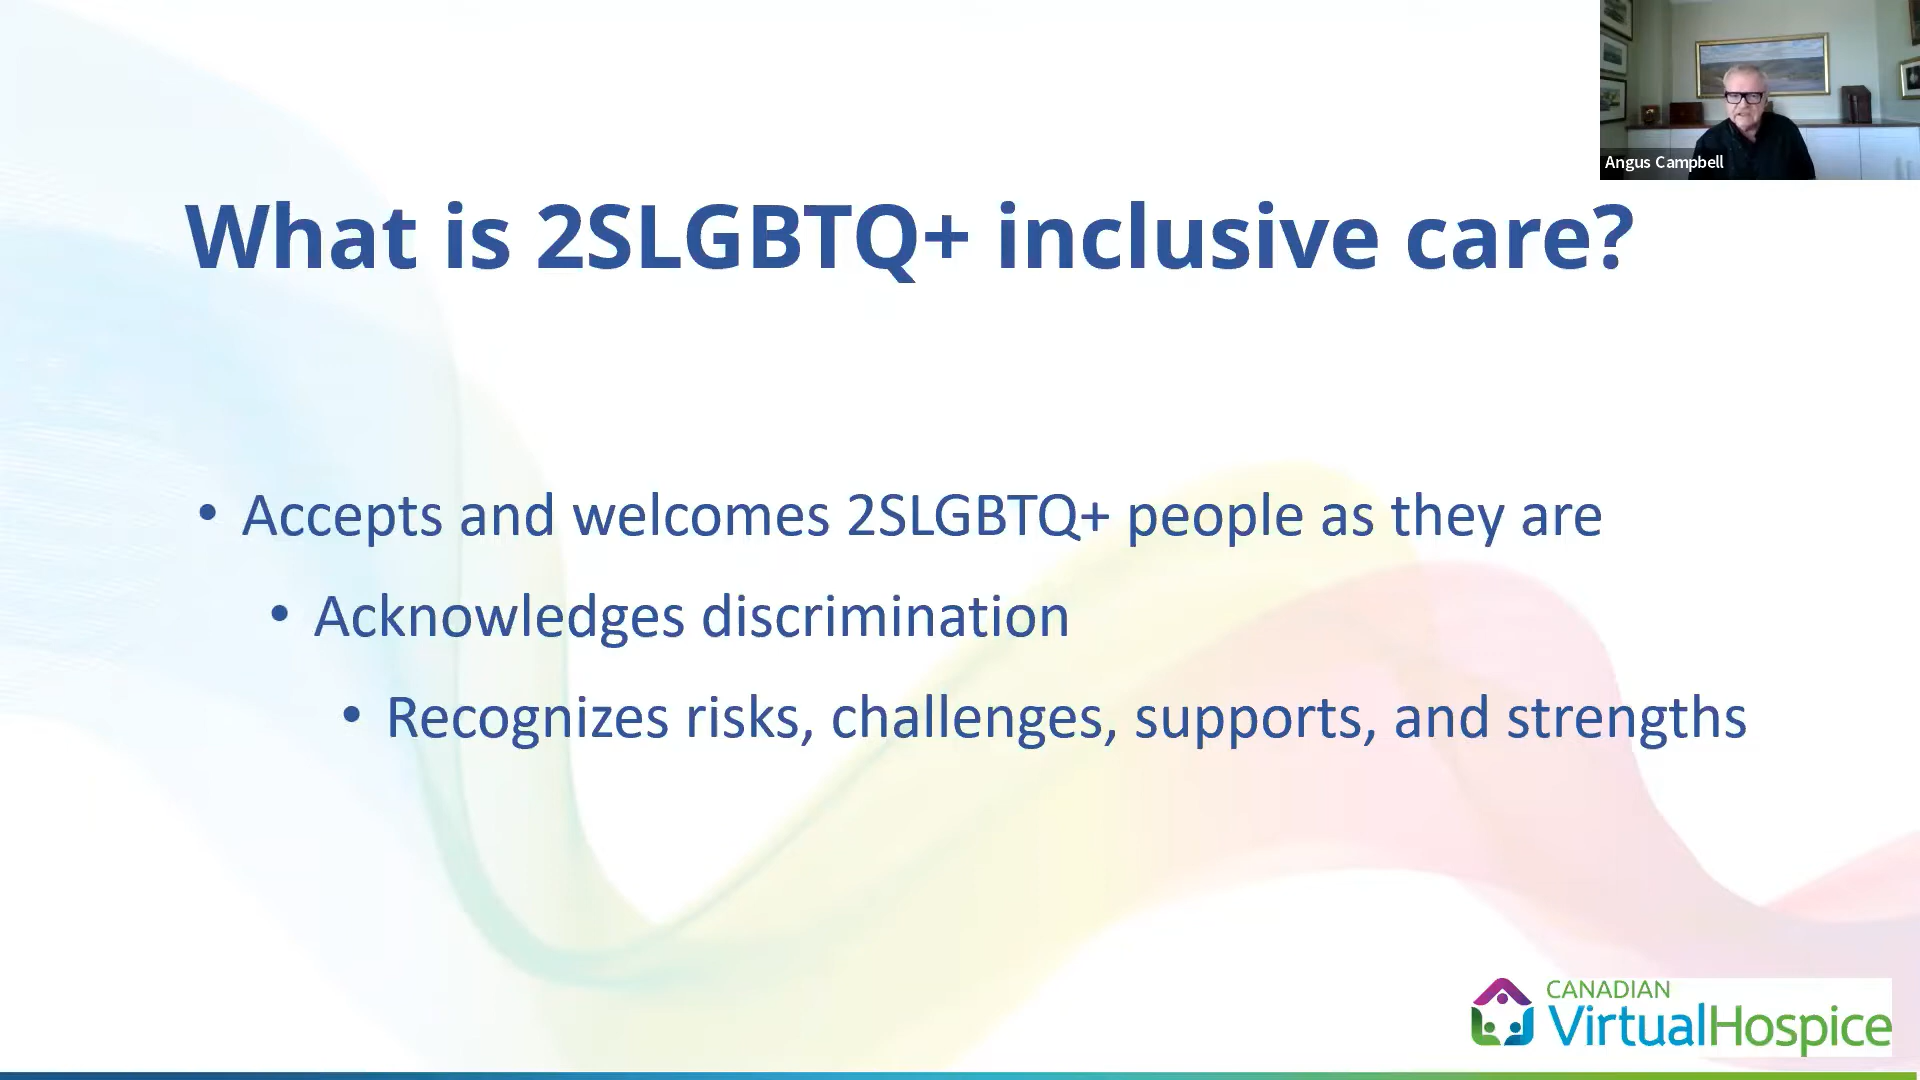 Angus Campbell
What is 2SLGBTQ+ inclusive care?
• Accepts and welcomes 2SLGBTQ+ people as they are
• Acknowledges discrimination
• Recognizes risks, challenges, supports, and strengths
CANADIAN
VirtualHospice